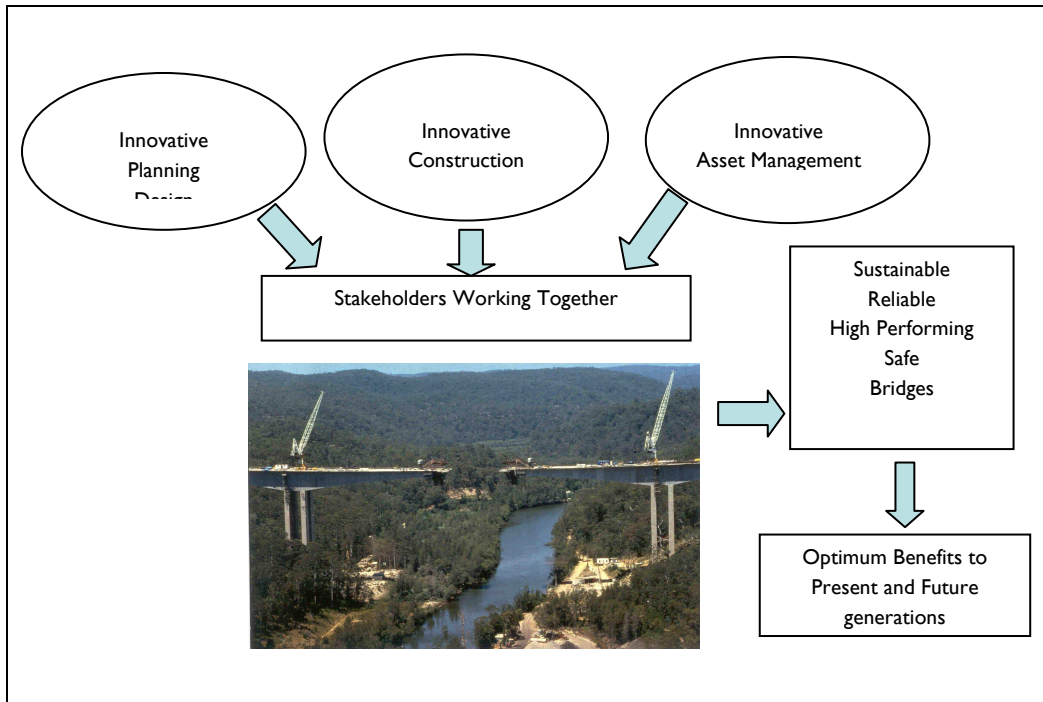 Innovative
Planning
Design
Innovative
Construction
Innovative
Asset Management
Stakeholders Working Together
Sustainable
Reliable
High Performing
Safe
Bridges
Optimum Benefits to
Present and Future
generations